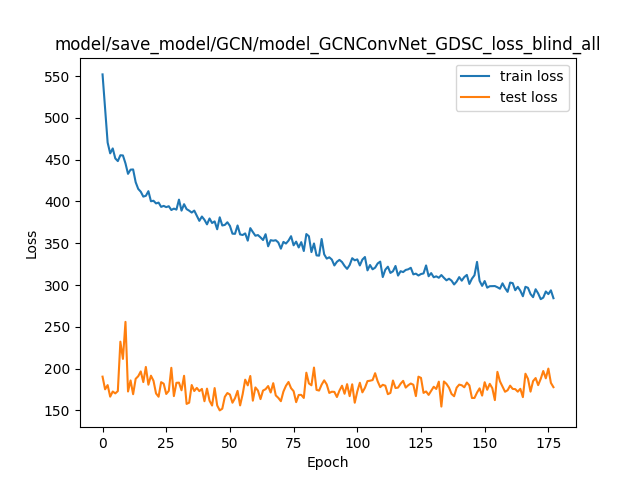 model/save_model/GCN/model_GCNConvNet_GDSC_loss_blind_all
train loss
test loss
Loss
550
500
450
400
350
300
250
200
150
0 25 50 75 100 125 150 175
Epoch